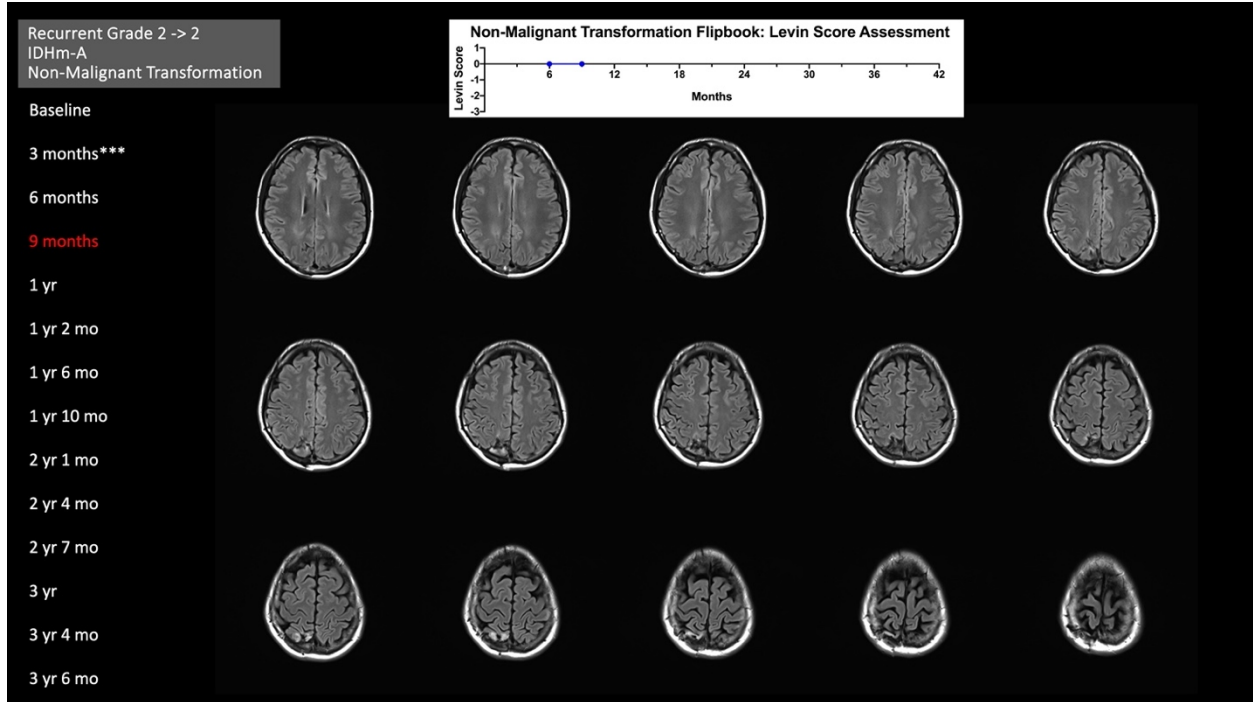 Recurrent Grade 2 -> 2
IDHm-A
Non-Malignant Transformation
Non-Malignant Transformation Flipbook: Levin Score Assessment
Levin Score
1
0
-1
-2
-3
6 12 18 24 30 36 42
Months
Baseline
3 months***
6 months
9 months
1 yr
1 yr 2 mo
1 yr 6 mo
1 yr 10 mo
2 yr 1 mo
2 yr 4 mo
2 yr 7 mo
3 yr
3 yr 4 mo
3 yr 6 mo